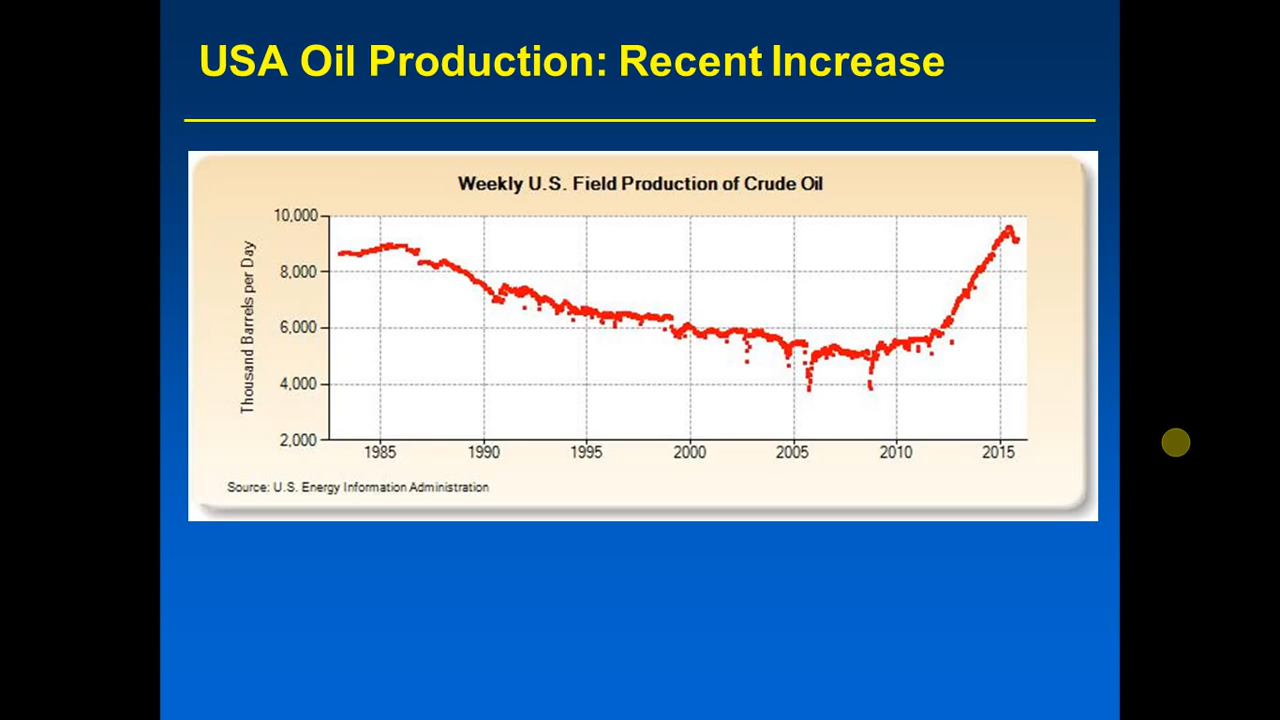 USA Oil Production: Recent Increase
Weekly U.S. Field Production of Crude Oil
Thousand Barrels per Day
10,000
8,000
6,000
4,000
2,000
1985 1990 1995 2000 2005 2010 2015
Source: U.S. Energy Information Administration